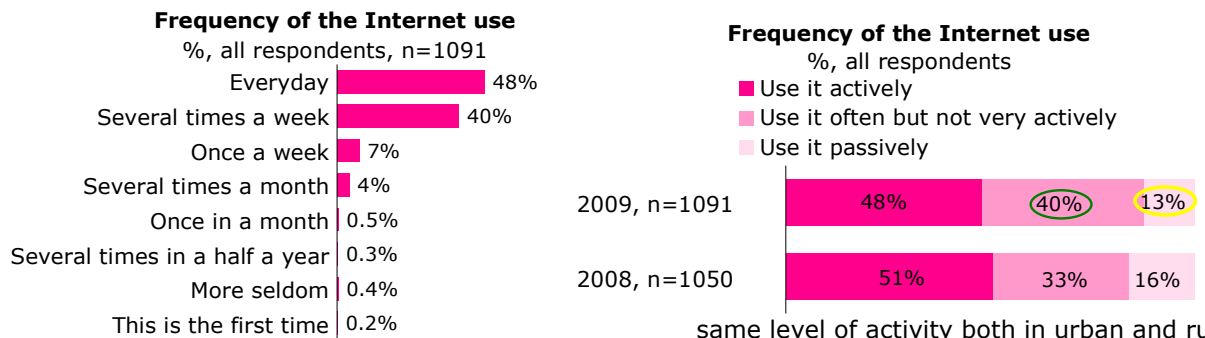 Frequency of the Internet use
%, all respondents, n=1091
Everyday 48%
Several times a week 40%
Once a week 7%
Several times a month 4%
Once in a month 0.5%
Several times in a half a year 0.3%
More seldom 0.4%
This is the first time 0.2%
Frequency of the Internet use
%, all respondents
Use it actively
Use it often but not very actively
Use it passively
2009, n=1091 48% 40% 13%
2008, n=1050 51% 33% 16%
same level of activity both in urban and ru